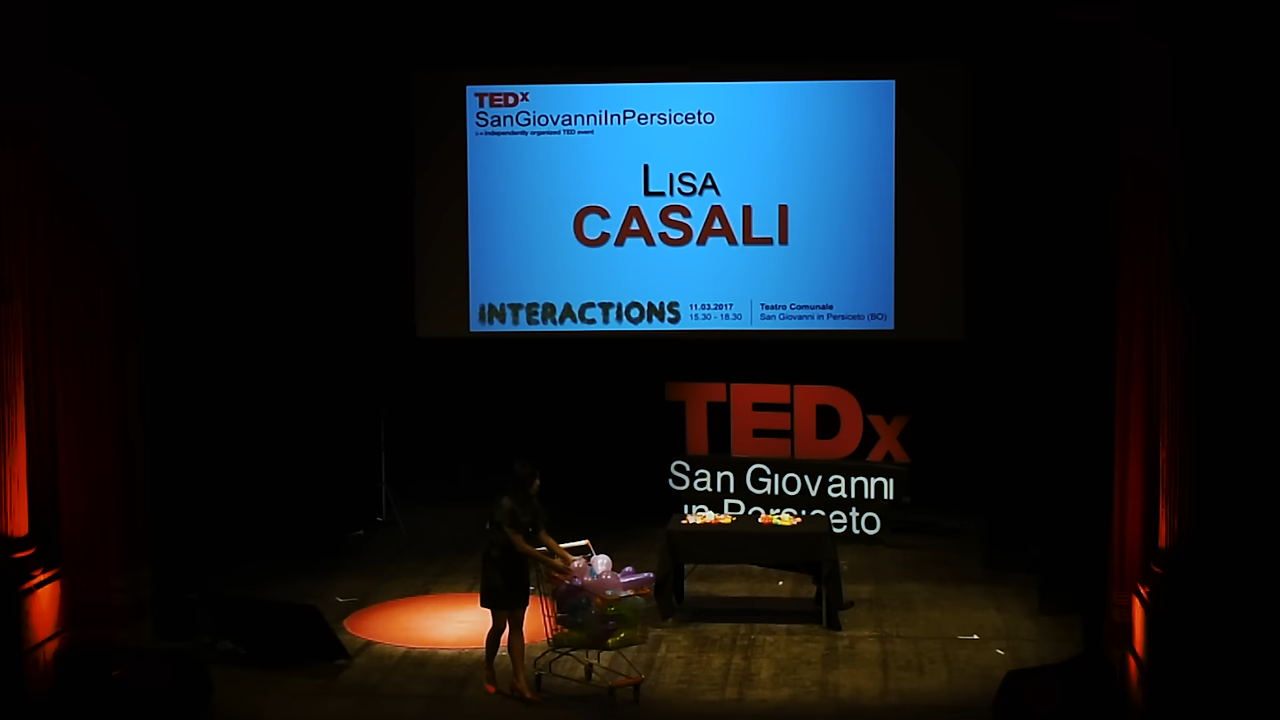 TEDx
SanGiovanniInPersiceto
x = independently organized TED event
LISA
CASALI
INTERACTIONS
11.03.2017
15.30 - 18.30
Teatro Comunale
San Giovanni in Persiceto (BO)
TEDx
San Giovanni
in Persiceto